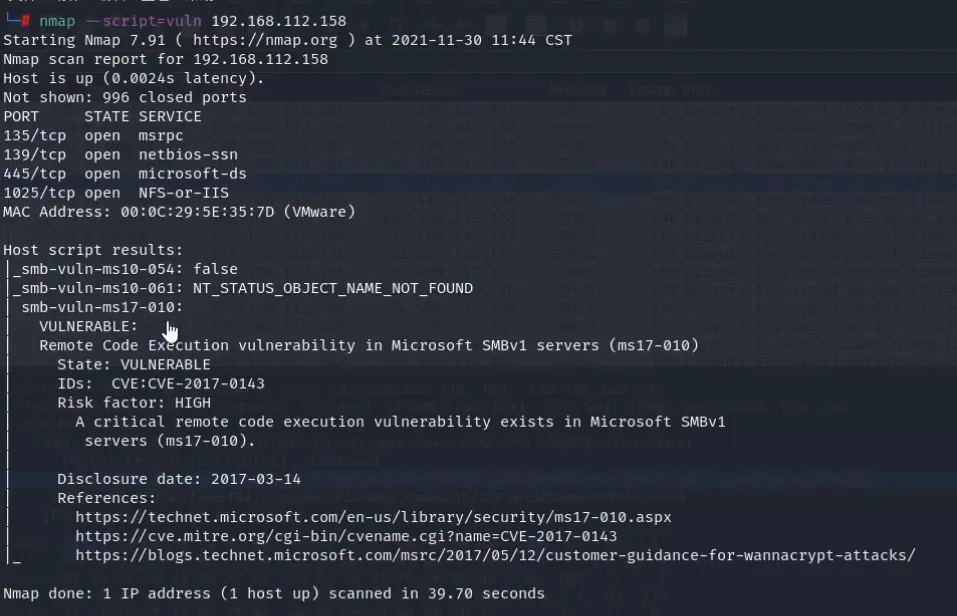 # nmap --script=vuln 192.168.112.158
Starting Nmap 7.91 ( https://nmap.org ) at 2021-11-30 11:44 CST
Nmap scan report for 192.168.112.158
Host is up (0.0024s latency).
Not shown: 996 closed ports
PORT     STATE SERVICE
135/tcp  open  msrpc
139/tcp  open  netbios-ssn
445/tcp  open  microsoft-ds
1025/tcp open  NFS-or-IIS
MAC Address: 00:0C:29:5E:35:7D (VMware)

Host script results:
|_smb-vuln-ms10-054: false
|_smb-vuln-ms10-061: NT_STATUS_OBJECT_NAME_NOT_FOUND
| smb-vuln-ms17-010:
|   VULNERABLE:
|   Remote Code Execution vulnerability in Microsoft SMBv1 servers (ms17-010)
|     State: VULNERABLE
|     IDs:  CVE:CVE-2017-0143
|     Risk factor: HIGH
|       A critical remote code execution vulnerability exists in Microsoft SMBv1
|        servers (ms17-010).
|
|     Disclosure date: 2017-03-14
|     References:
|       https://technet.microsoft.com/en-us/library/security/ms17-010.aspx
|       https://cve.mitre.org/cgi-bin/cvename.cgi?name=CVE-2017-0143
|_      https://blogs.technet.microsoft.com/msrc/2017/05/12/customer-guidance-for-wannacrypt-attacks/

Nmap done: 1 IP address (1 host up) scanned in 39.70 seconds